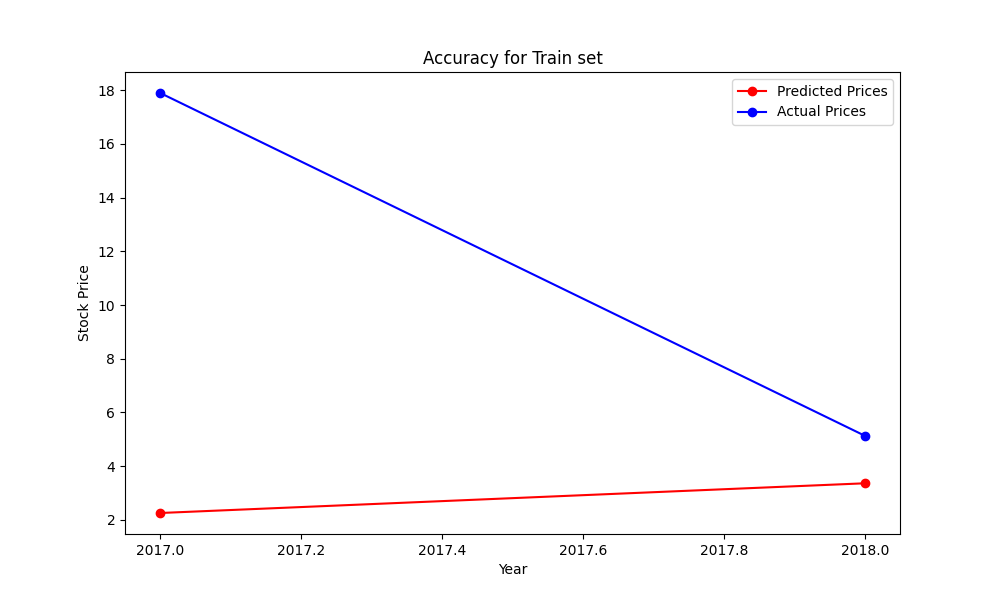 Accuracy for Train set
Predicted Prices
Actual Prices
18
16
14
12
10
8
6
4
2
Stock Price
2017.0 2017.2 2017.4 2017.6 2017.8 2018.0
Year